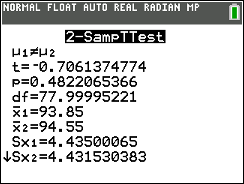 NORMAL FLOAT AUTO REAL RADIAN MP
2-SampTTest
μ₁≠μ₂
t=-0.7061374774
p=0.4822065366
df=77.99995221
x̄₁=93.85
x̄₂=94.55
Sx₁=4.43500065
↓Sx₂=4.431530383